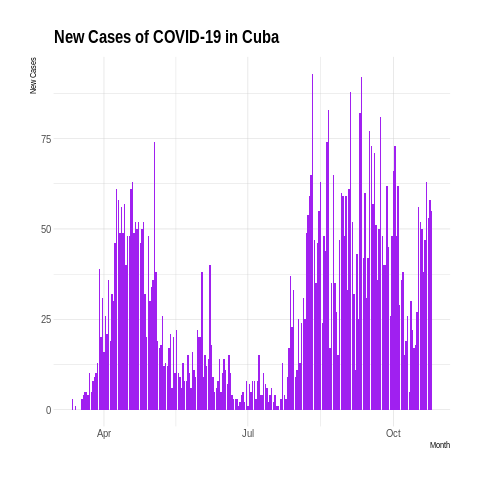 New Cases of COVID-19 in Cuba
New Cases
75
50
25
0
Apr Jul Oct
Month